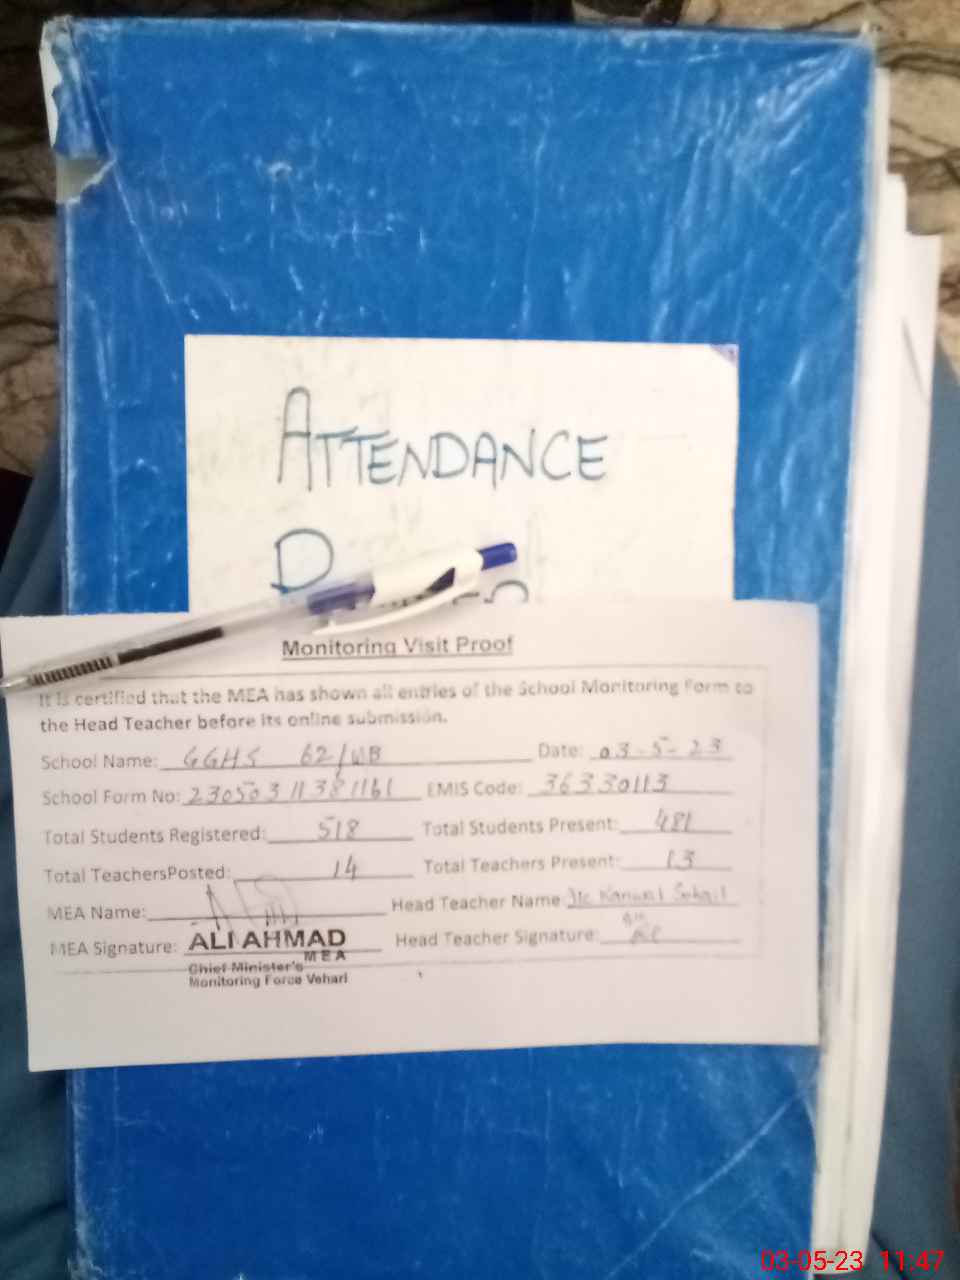 ATTENDANCE
Monitoring Visit Proof
It is certified that the MEA has shown all entries of the School Monitoring Form to
the Head Teacher before its online submission.
School Name: GGHS 62/WB Date: 03-5-23
School Form No: 230503113811161 EMIS Code: 36330113
Total Students Registered: 518 Total Students Present: 481
Total TeachersPosted: 14 Total Teachers Present: 13
MEA Name: Head Teacher Name Kanwal Sohail
MEA Signature: ALI AHMAD Head Teacher Signature:
MEA
Chief Minister's
Monitoring Force Vehari
03-05-23 11:47